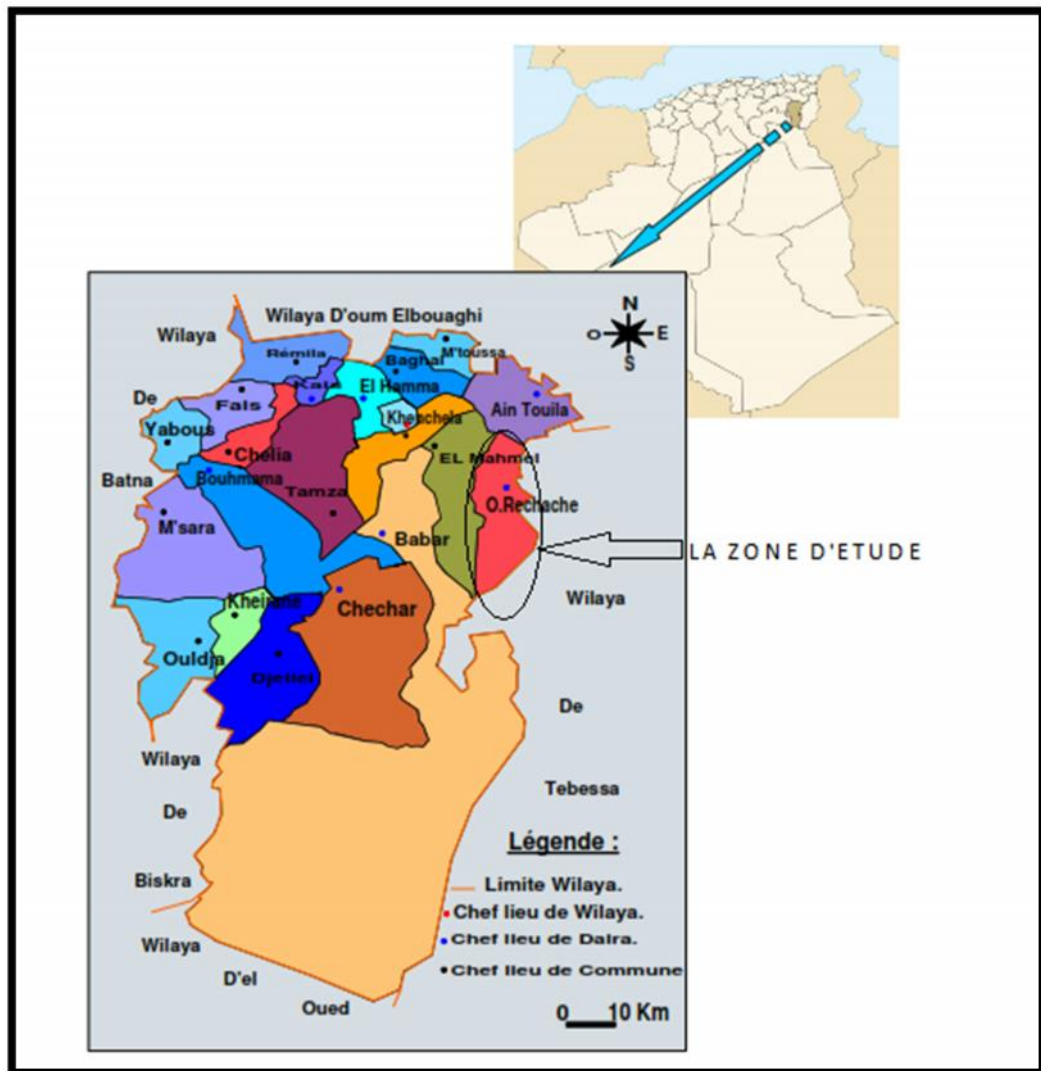 Wilaya D'oum Elbouaghi
Wilaya
N
O
E
S
Rémila
M'toussa
Baghai
Kais
El Hamma
De
Fais
Khenchela
Ain Touila
Yabous
Chelia
EL Mahmel
Batna
Bouhmama
Tamza
O.Rechache
M'sara
Babar
LA ZONE D'ETUDE
Kheirane
Chechar
Wilaya
Ouldja
Djellel
De
Wilaya
Tebessa
De
Légende :
Biskra
Limite Wilaya.
Chef lieu de Wilaya.
Wilaya
Chef lieu de Daira.
D'el
Chef lieu de Commune
Oued
0 10 Km